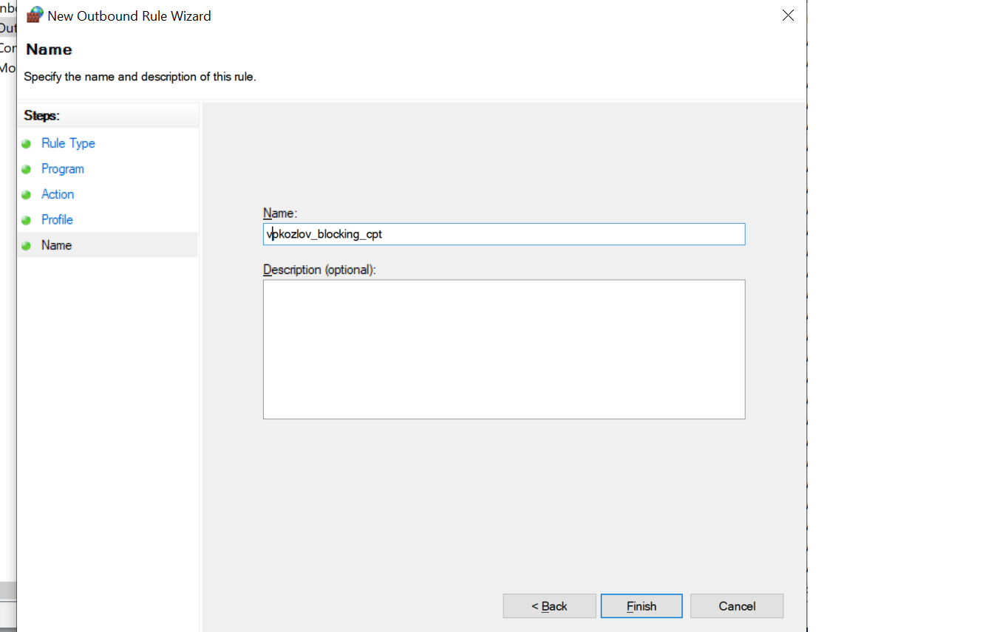 New Outbound Rule Wizard
Name
Specify the name and description of this rule.
Steps:
Rule Type
Program
Action
Profile
Name
Name:
vpkozlov_blocking_cpt
Description (optional):
< Back
Finish
Cancel